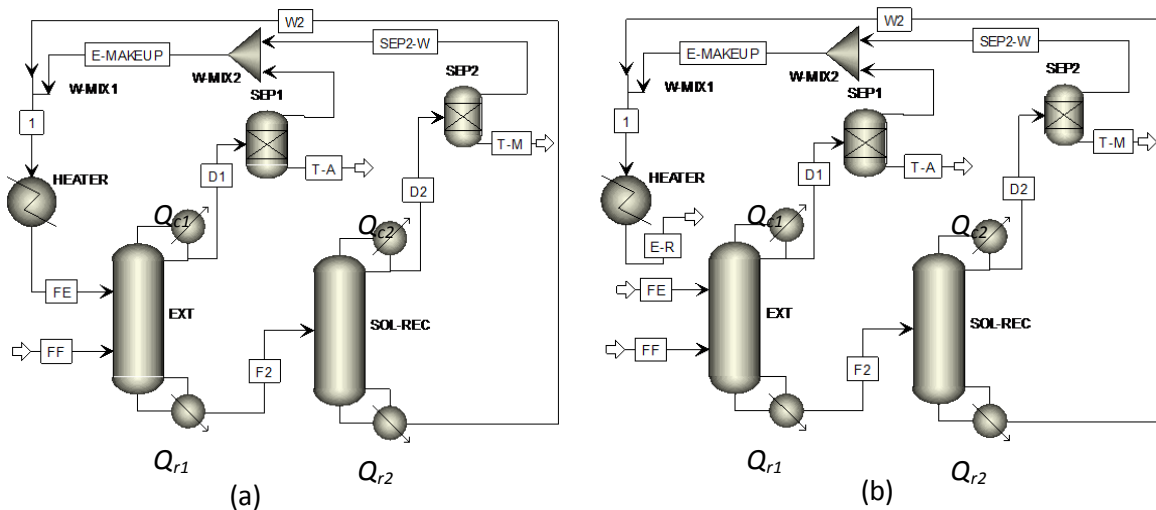 W2
SEP2-W
E-MAKEUP
SEP2
W-MIX2
W-MIX1
SEP1
1
T-M
HEATER
T-A
D1
D2
Qc1
Qc2
FE
EXT
SOL-REC
FF
F2
Qr1
Qr2
(a)
W2
SEP2-W
E-MAKEUP
SEP2
W-MIX2
W-MIX1
SEP1
1
T-M
HEATER
T-A
D1
D2
Qc1
E-R
Qc2
FE
EXT
SOL-REC
FF
F2
Qr1
Qr2
(b)